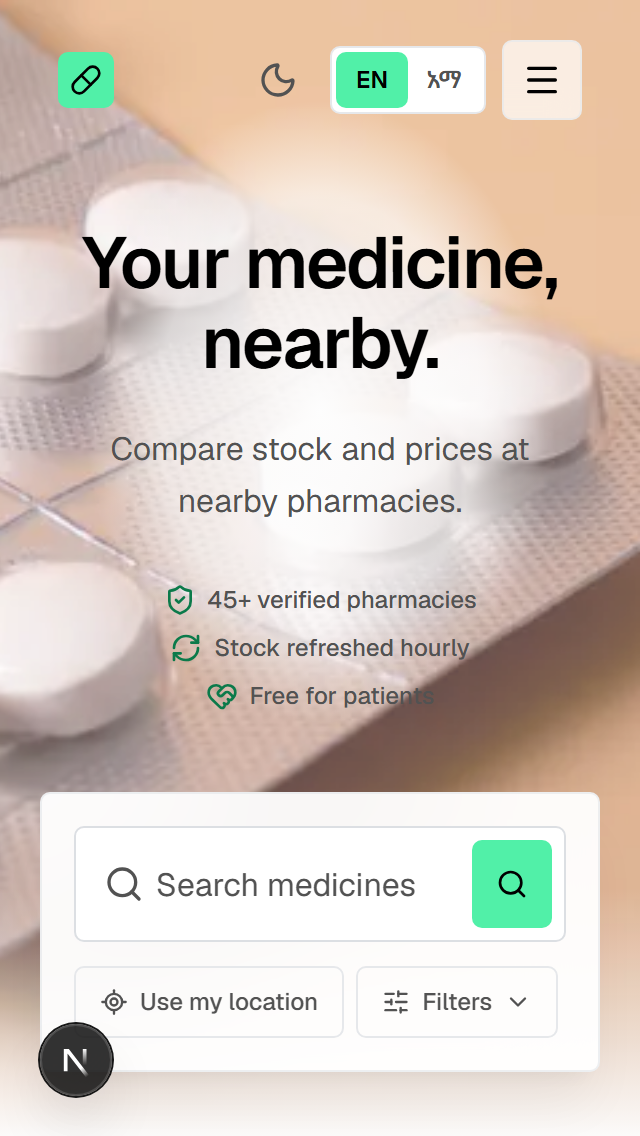 EN
አማ
Your medicine,
nearby.
Compare stock and prices at
nearby pharmacies.
45+ verified pharmacies
Stock refreshed hourly
Free for patients
Search medicines
Use my location
Filters
N